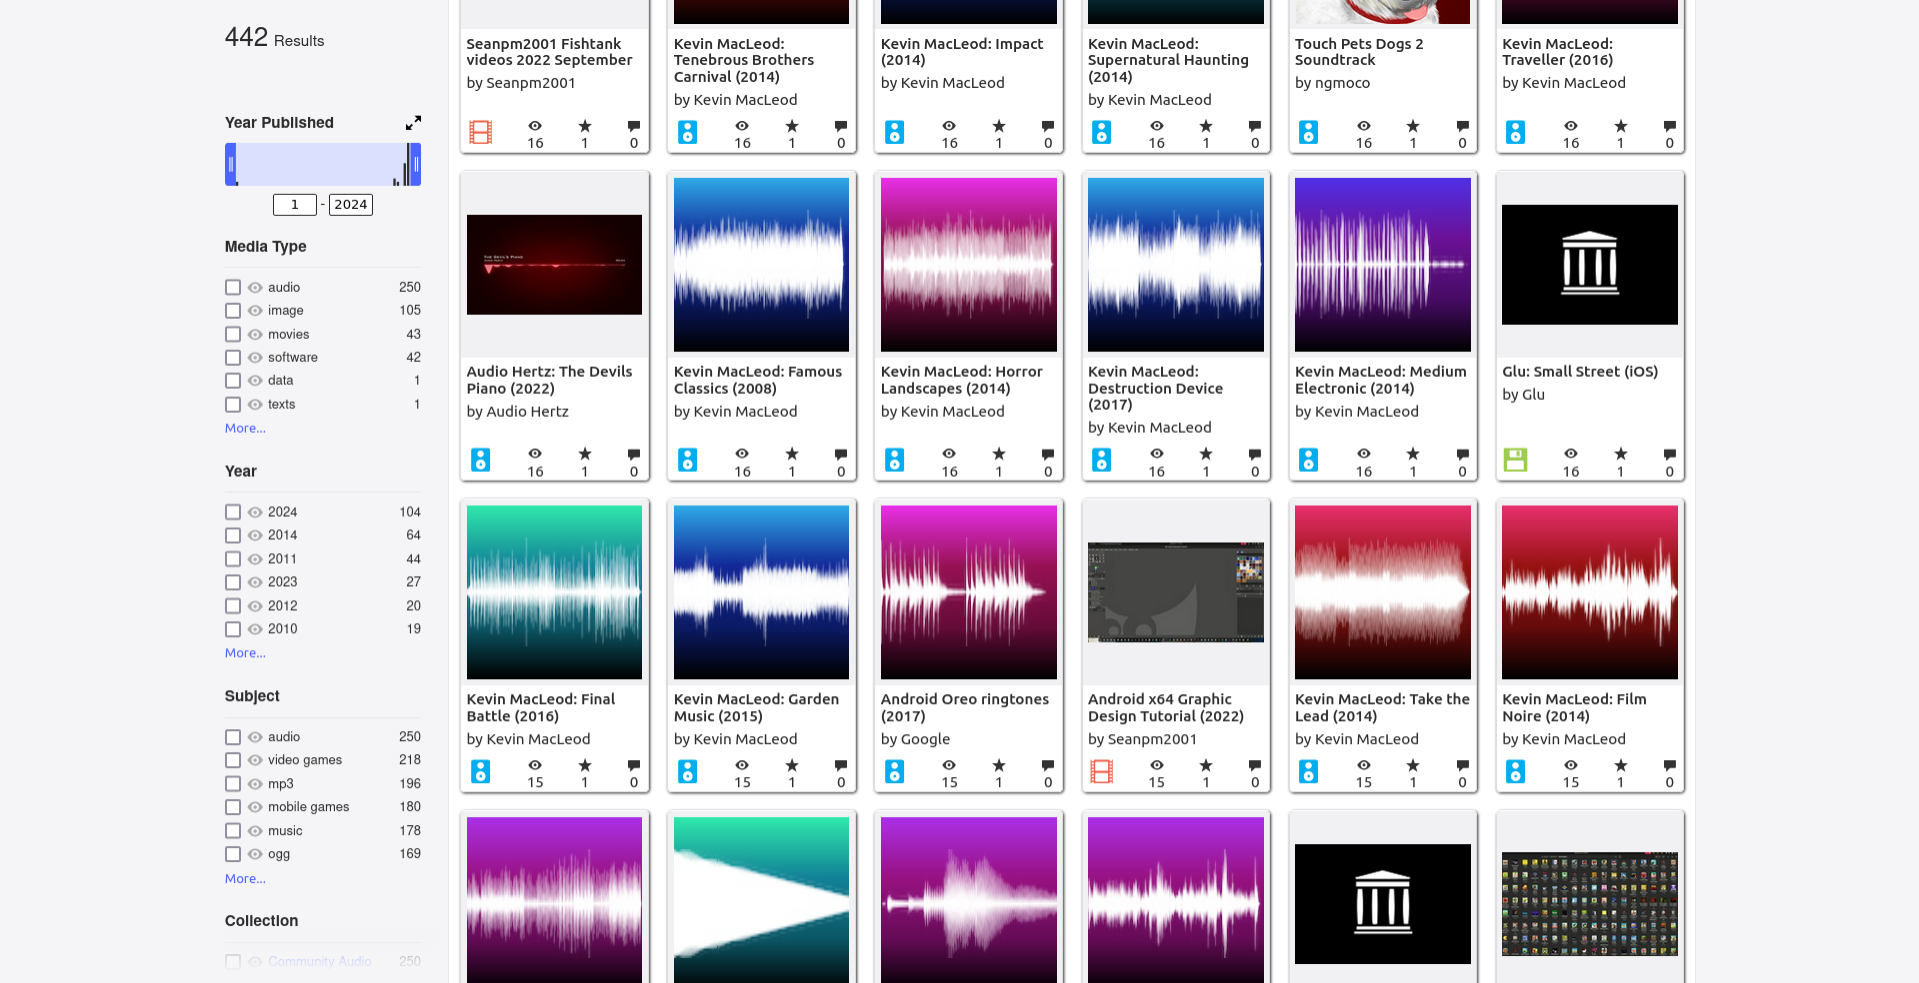 442 Results
Year Published
1 - 2024
Media Type
audio 250
image 105
movies 43
software 42
data 1
texts 1
More...
Year
2024 104
2014 64
2011 44
2023 27
2012 20
2010 19
More...
Subject
audio 250
video games 218
mp3 196
mobile games 180
music 178
ogg 169
More...
Collection
Community Audio 250
Seanpm2001 Fishtank
videos 2022 September
by Seanpm2001
16 1 0
Kevin MacLeod:
Tenebrous Brothers
Carnival (2014)
by Kevin MacLeod
16 1 0
Kevin MacLeod: Impact
(2014)
by Kevin MacLeod
16 1 0
Kevin MacLeod:
Supernatural Haunting
(2014)
by Kevin MacLeod
16 1 0
Touch Pets Dogs 2
Soundtrack
by ngmoco
16 1 0
Kevin MacLeod:
Traveller (2016)
by Kevin MacLeod
16 1 0
THE DEVIL'S PIANO
Audio Hertz: The Devils
Piano (2022)
by Audio Hertz
16 1 0
Kevin MacLeod: Famous
Classics (2008)
by Kevin MacLeod
16 1 0
Kevin MacLeod: Horror
Landscapes (2014)
by Kevin MacLeod
16 1 0
Kevin MacLeod:
Destruction Device
(2017)
by Kevin MacLeod
16 1 0
Kevin MacLeod: Medium
Electronic (2014)
by Kevin MacLeod
16 1 0
Glu: Small Street (iOS)
by Glu
16 1 0
Kevin MacLeod: Final
Battle (2016)
by Kevin MacLeod
15 1 0
Kevin MacLeod: Garden
Music (2015)
by Kevin MacLeod
15 1 0
Android Oreo ringtones
(2017)
by Google
15 1 0
Android x64 Graphic
Design Tutorial (2022)
by Seanpm2001
15 1 0
Kevin MacLeod: Take the
Lead (2014)
by Kevin MacLeod
15 1 0
Kevin MacLeod: Film
Noire (2014)
by Kevin MacLeod
15 1 0